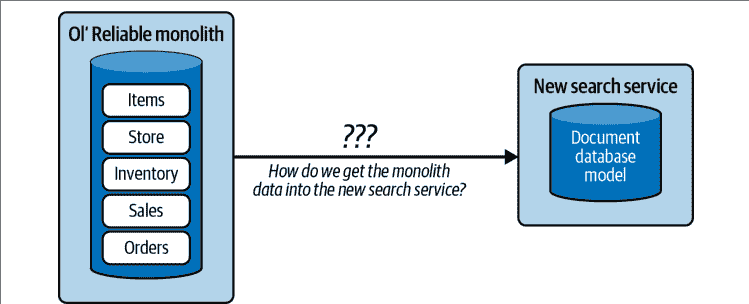 Ol’ Reliable monolith
Items
Store
Inventory
Sales
Orders
???
How do we get the monolith
data into the new search service?
New search service
Document
database
model